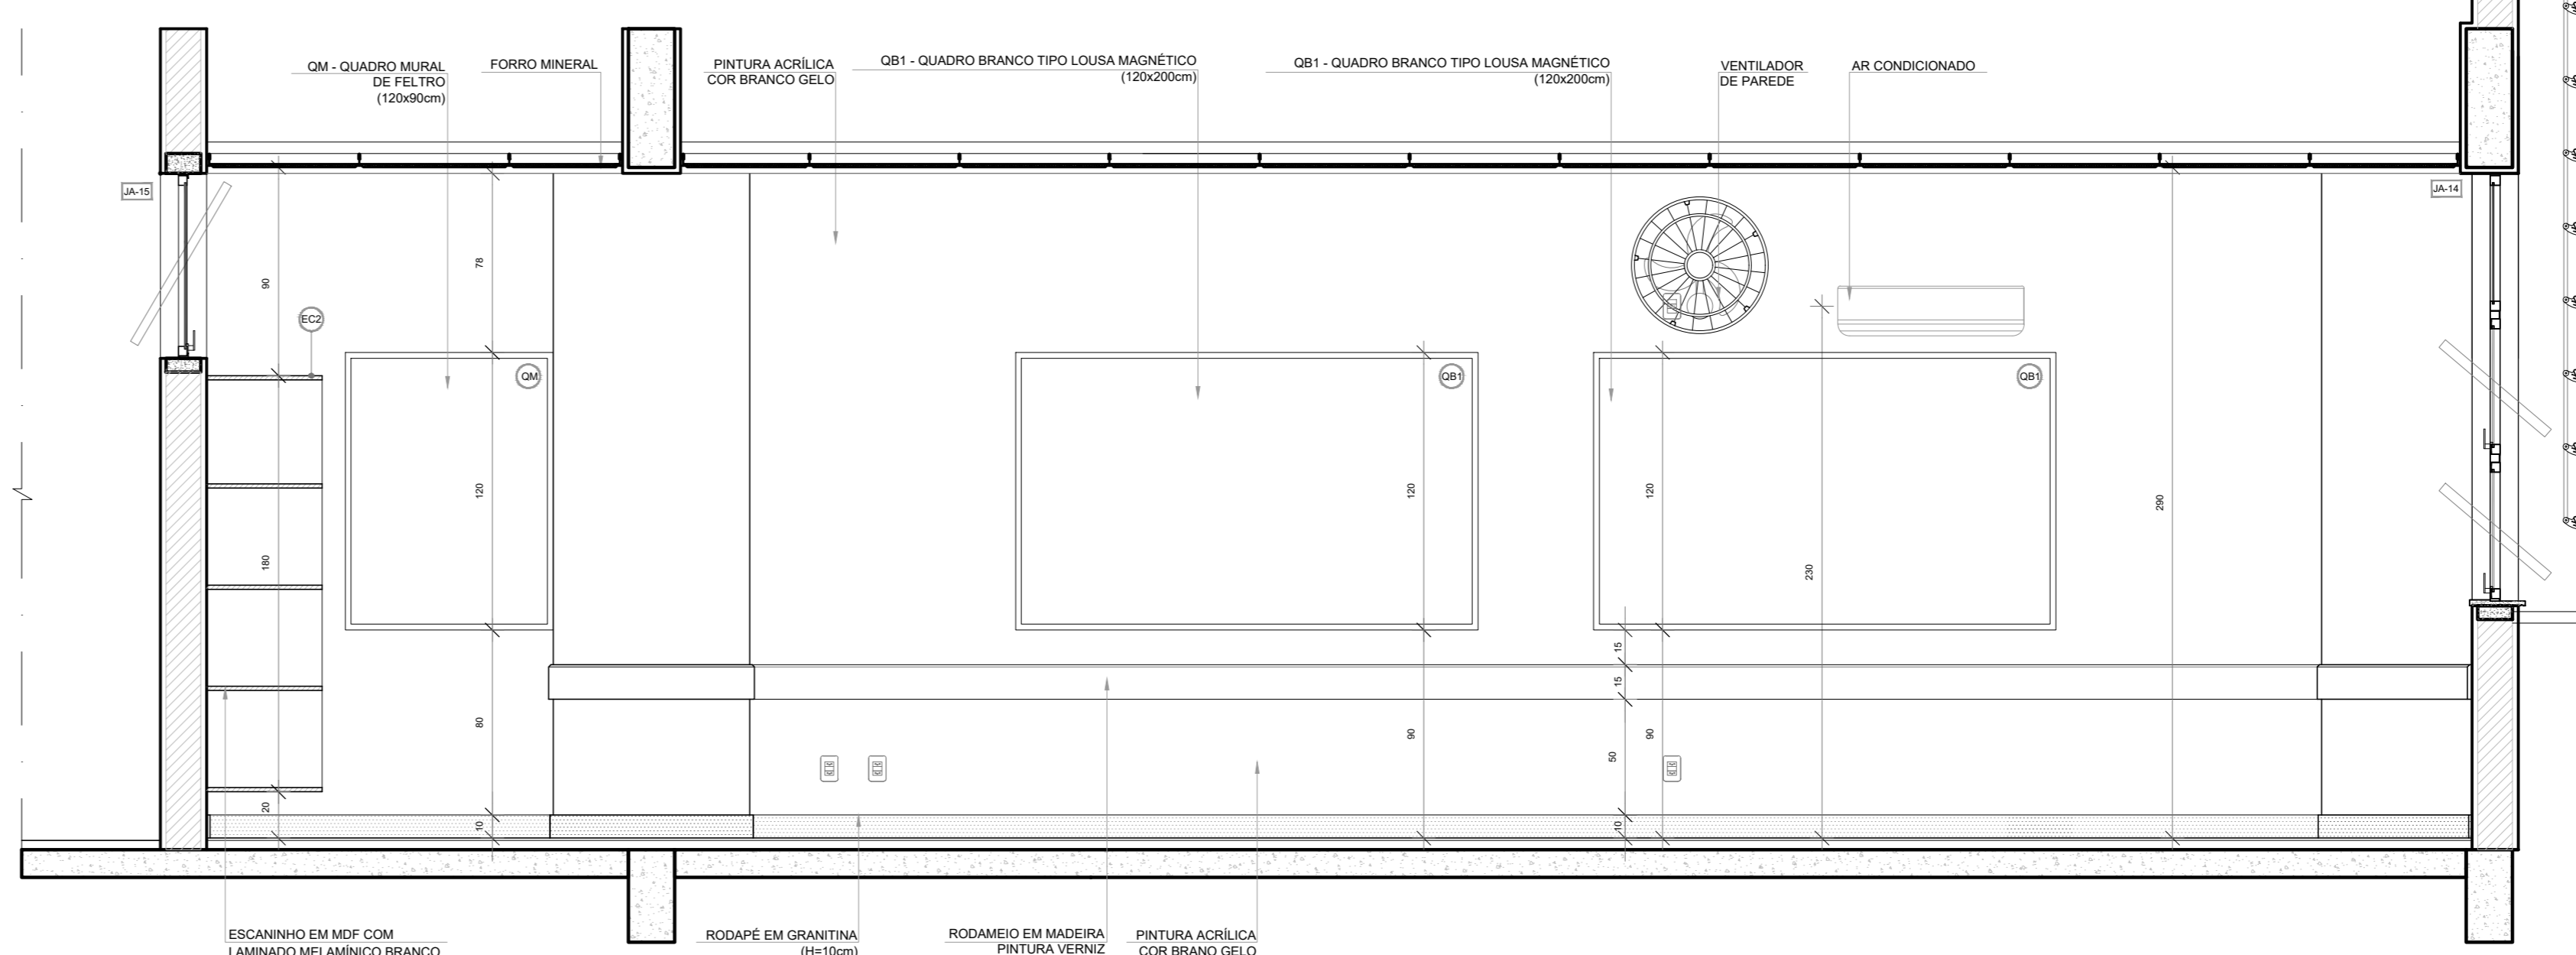 QM - QUADRO MURAL
DE FELTRO
(120x90cm)
FORRO MINERAL
PINTURA ACRÍLICA
COR BRANCO GELO
QB1 - QUADRO BRANCO TIPO LOUSA MAGNÉTICO
(120x200cm)
QB1 - QUADRO BRANCO TIPO LOUSA MAGNÉTICO
(120x200cm)
VENTILADOR
DE PAREDE
AR CONDICIONADO
JA-15
JA-14
90
78
EC2
QM
QB1
QB1
180
120
120
120
230
290
20
80
10
90
15
15
50
10
90
ESCANINHO EM MDF COM
LAMINADO MELAMÍNICO BRANCO
RODAPÉ EM GRANITINA
(H=10cm)
RODAMEIO EM MADEIRA
PINTURA VERNIZ
PINTURA ACRÍLICA
COR BRANO GELO